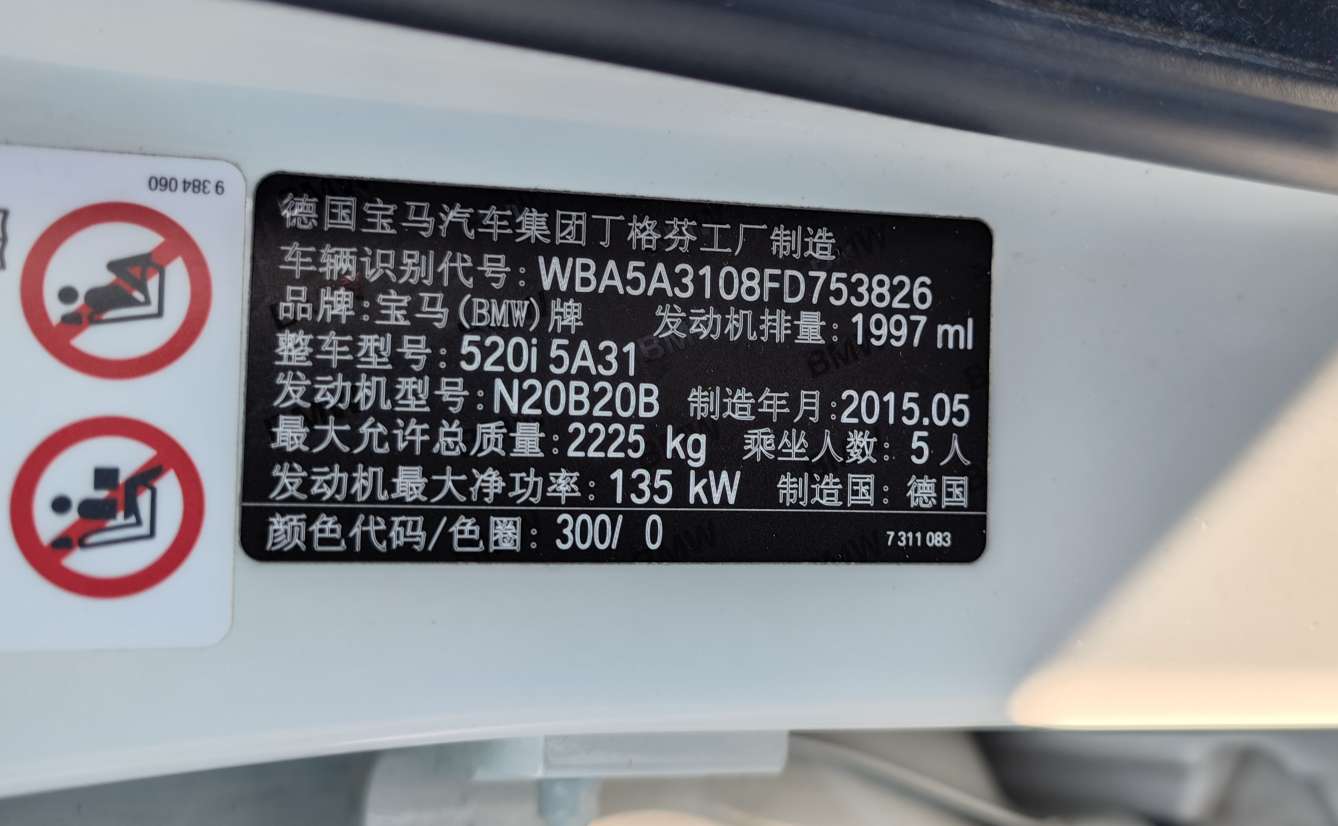 9 384 060
德国宝马汽车集团丁格芬工厂制造
车辆识别代号: WBA5A3108FD753826
品牌:宝马(BMW)牌 发动机排量: 1997 ml
整车型号: 520i 5A31
发动机型号: N20B20B 制造年月:2015.05
最大允许总质量:2225 kg 乘坐人数: 5 人
发动机最大净功率: 135 kW 制造国: 德国
颜色代码/色圈: 300/ 0 7 311 083